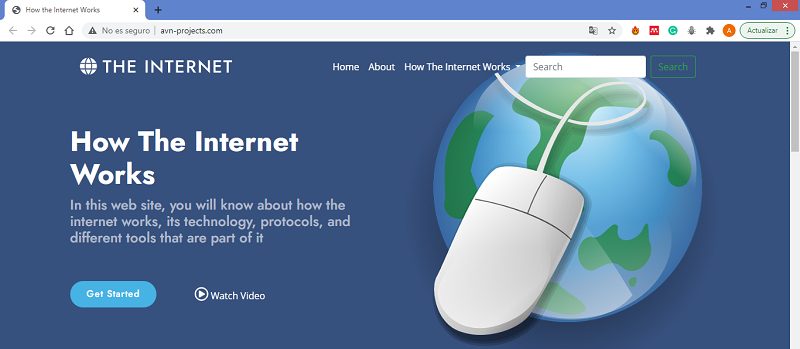 How the Internet Works
No es seguro | avn-projects.com
A
Actualizar
THE INTERNET
Home About How The Internet Works Search Search
How The Internet
Works
In this web site, you will know about how the
internet works, its technology, protocols, and
different tools that are part of it
Get Started
Watch Video